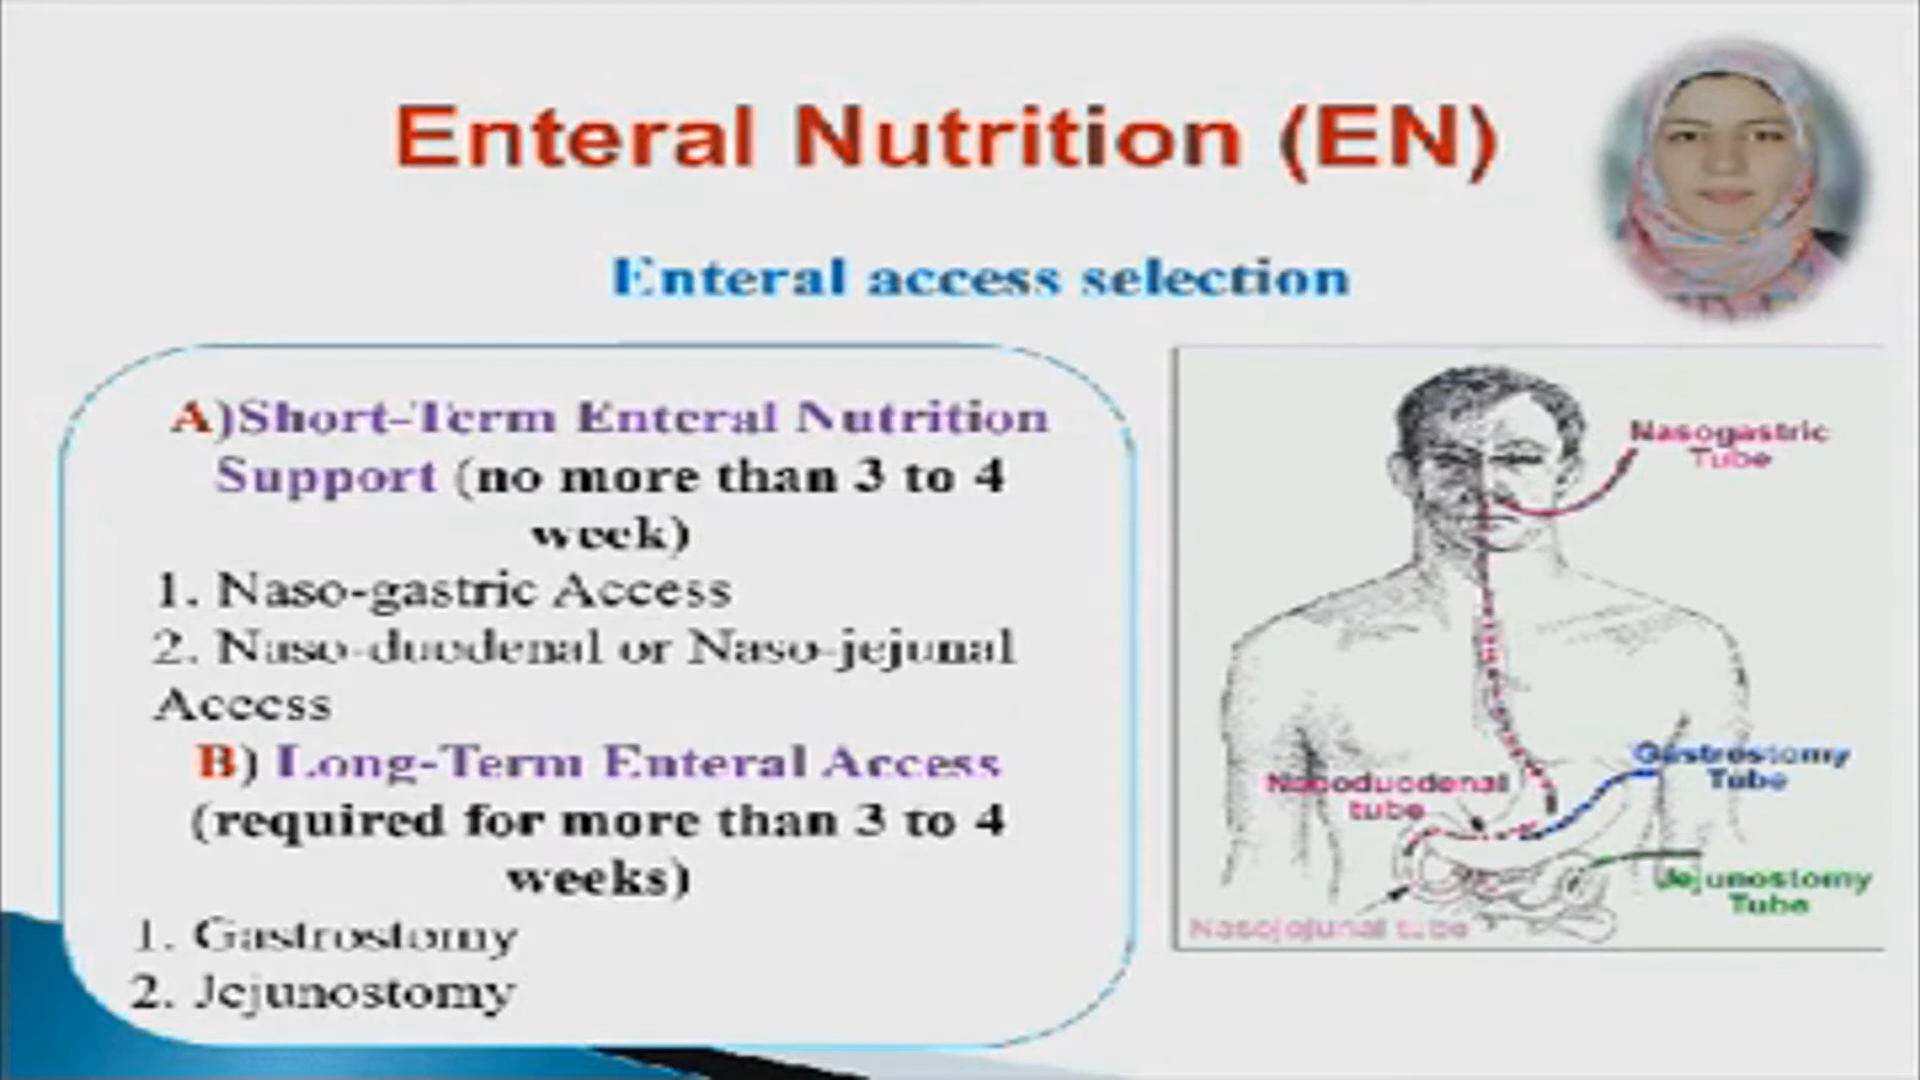 Enteral Nutrition (EN)
Enteral access selection
A)Short-Term Enteral Nutrition
Support (no more than 3 to 4
week)
1. Naso-gastric Access
2. Naso-duodenal or Naso-jejunal
Access
B) Long-Term Enteral Access
(required for more than 3 to 4
weeks)
1. Gastrostomy
2. Jejunostomy
Nasogastric
Tube
Gastrostomy
Tube
Nasoduodenal
tube
Jejunostomy
Tube
Nasojejunal tube